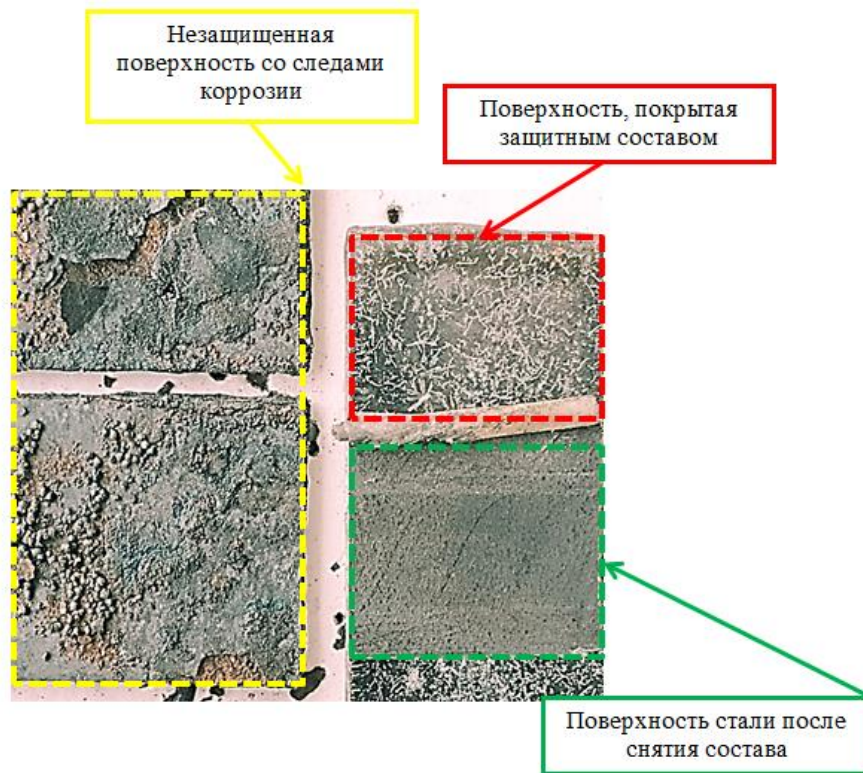 Незащищенная
поверхность со следами
коррозии
Поверхность, покрытая
защитным составом
Поверхность стали после
снятия состава